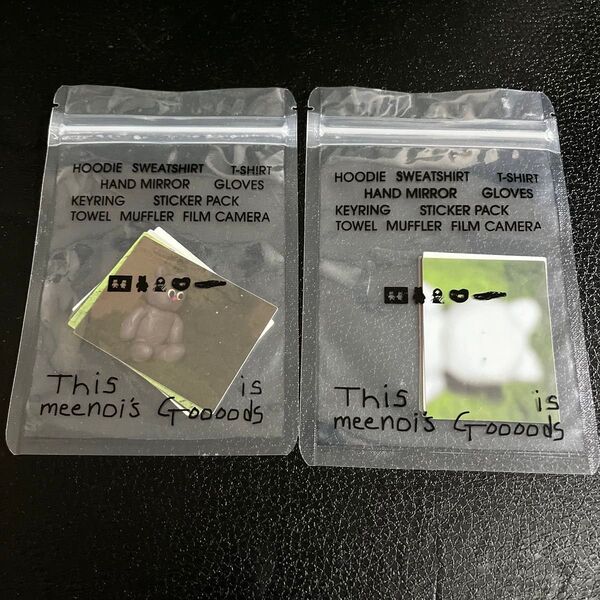 HOODIE SWEATSHIRT T-SHIRT
HAND MIRROR GLOVES
KEYRING STICKER PACK
TOWEL MUFFLER FILM CAMERA
This is
meenoi's Goooods
HOODIE SWEATSHIRT T-SHIRT
HAND MIRROR GLOVES
KEYRING STICKER PACK
TOWEL MUFFLER FILM CAMERA
This is
meenoi's Goooods